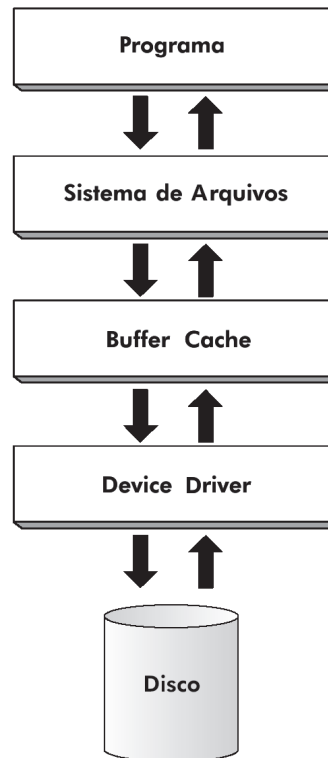 Programa
Sistema de Arquivos
Buffer Cache
Device Driver
Disco